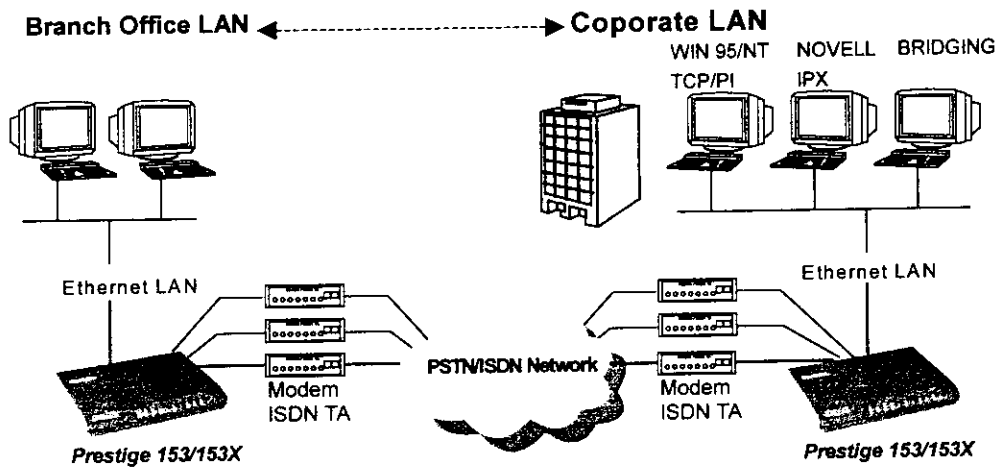 Branch Office LAN
Coporate LAN
WIN 95/NT
TCP/PI
NOVELL
IPX
BRIDGING
Ethernet LAN
Ethernet LAN
PSTN/ISDN Network
Modem
ISDN TA
Modem
ISDN TA
Prestige 153/153X
Prestige 153/153X